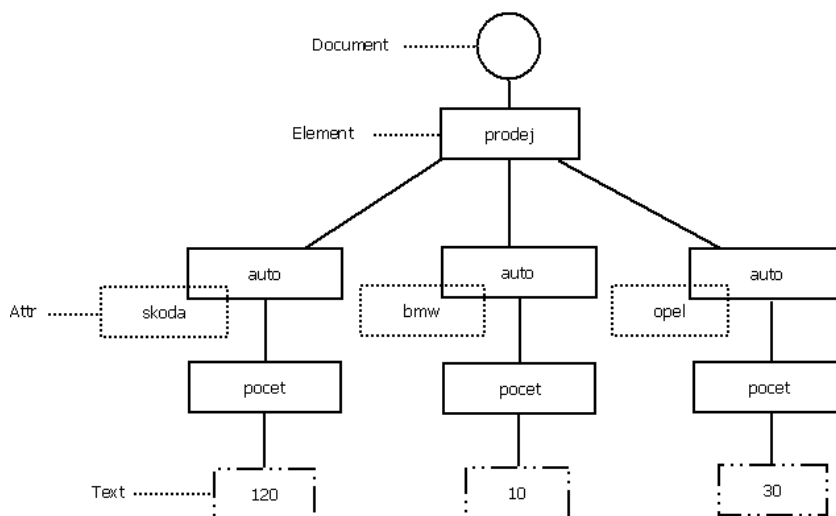 Document
Element
prodej
auto
auto
auto
Attr
skoda
bmw
opel
pocet
pocet
pocet
Text
120
10
30